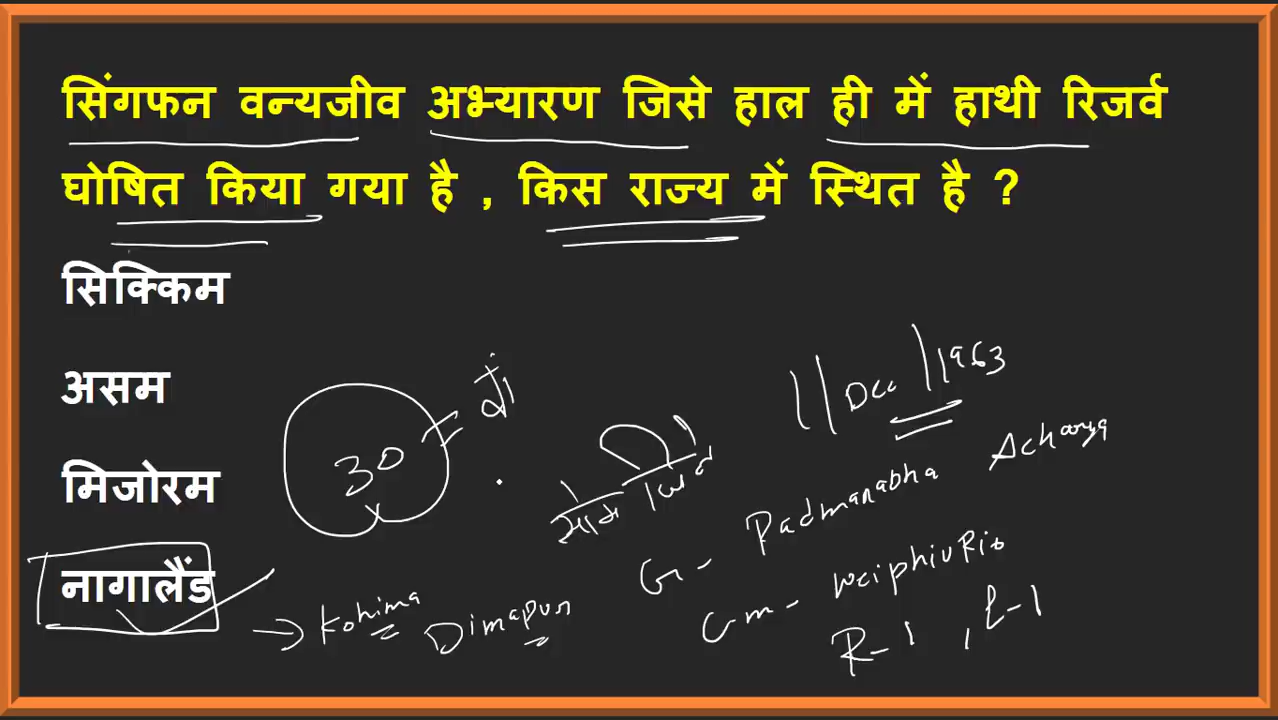 सिंगफन वन्यजीव अभ्यारण जिसे हाल ही में हाथी रिजर्व
घोषित किया गया है , किस राज्य में स्थित है ?
सिक्किम
असम
मिजोरम
नागालैंड
30
11 Dec 1963
G - Padmanabha Acharya
Cm - Neiphiu Rio
R-1 , L-1
→ Kohima Dimapur